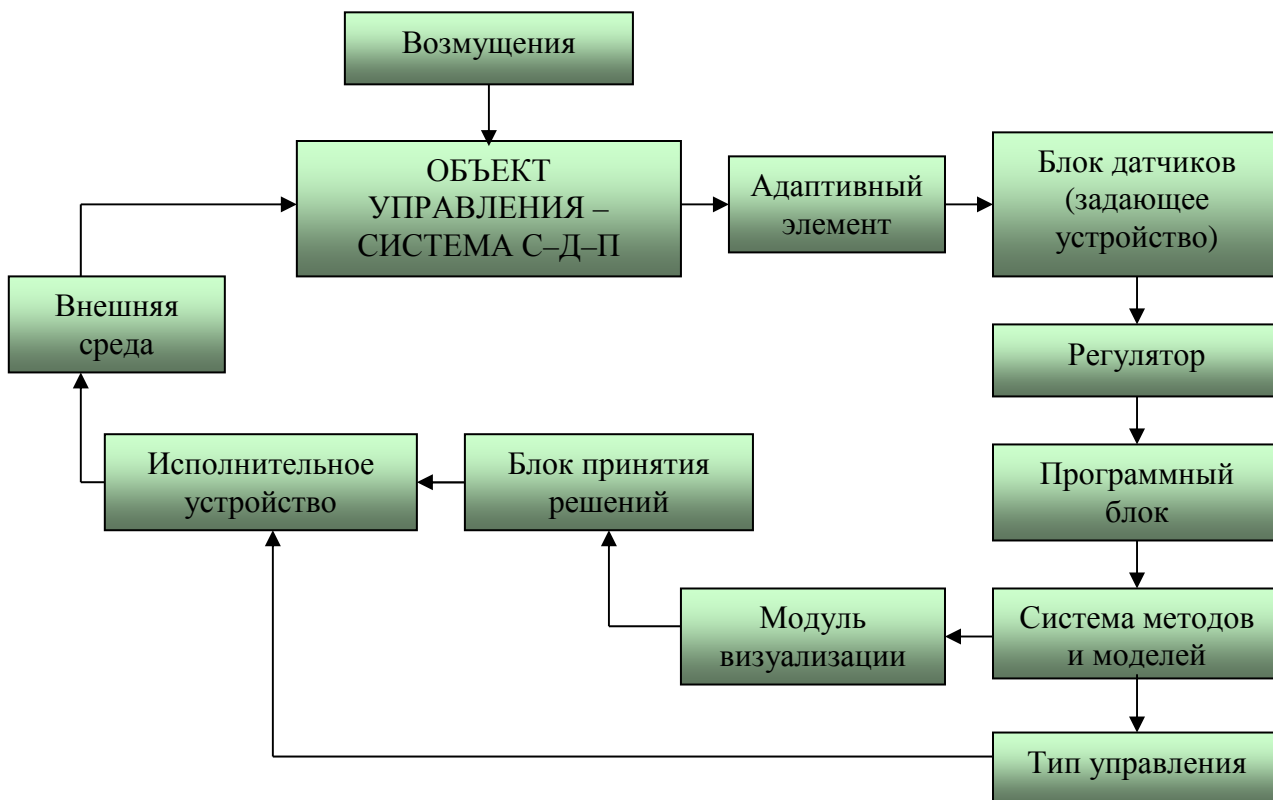 Возмущения
ОБЪЕКТ
УПРАВЛЕНИЯ –
СИСТЕМА С–Д–П
Адаптивный
элемент
Блок датчиков
(задающее
устройство)
Внешняя
среда
Регулятор
Исполнительное
устройство
Блок принятия
решений
Программный
блок
Модуль
визуализации
Система методов
и моделей
Тип управления